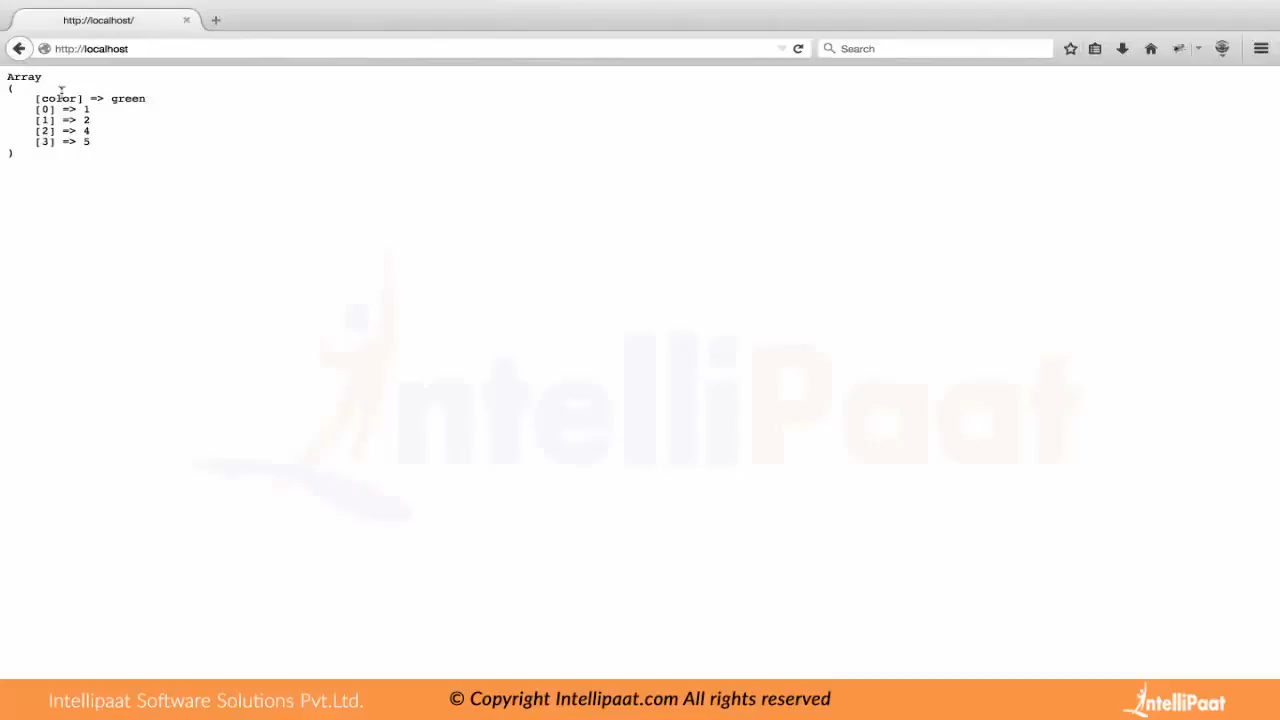 http://localhost/
http://localhost
Search
Array
(
[color] => green
[0] => 1
[1] => 2
[2] => 4
[3] => 5
)
IntelliPaat
Intellipaat Software Solutions Pvt.Ltd.
© Copyright Intellipaat.com All rights reserved
IntelliPaat